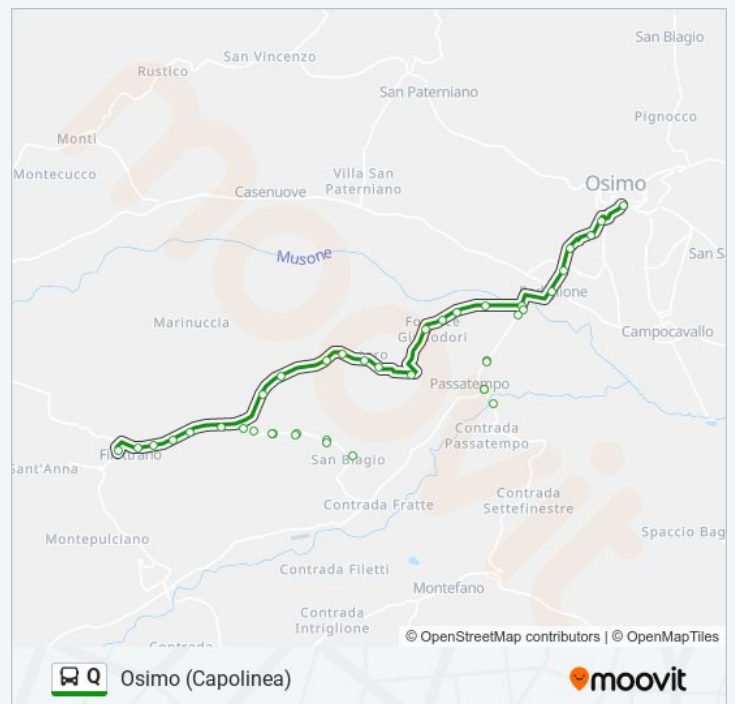 San Biagio
San Vincenzo
Rustico
San Paterniano
Pignocco
Monti
Villa San
Paterniano
Montecucco
Osimo
Casenuove
San Sa
Musone
Marinuccia
Campocavallo
Passatempo
Contrada
Passatempo
Sant'Anna
San Biagio
Contrada
Settefinestre
Contrada Fratte
Spaccio Bag
Montepulciano
Contrada Filetti
Montefano
Contrada
Intriglione
© OpenStreetMap contributors | © OpenMapTiles
Q Osimo (Capolinea)
moovit